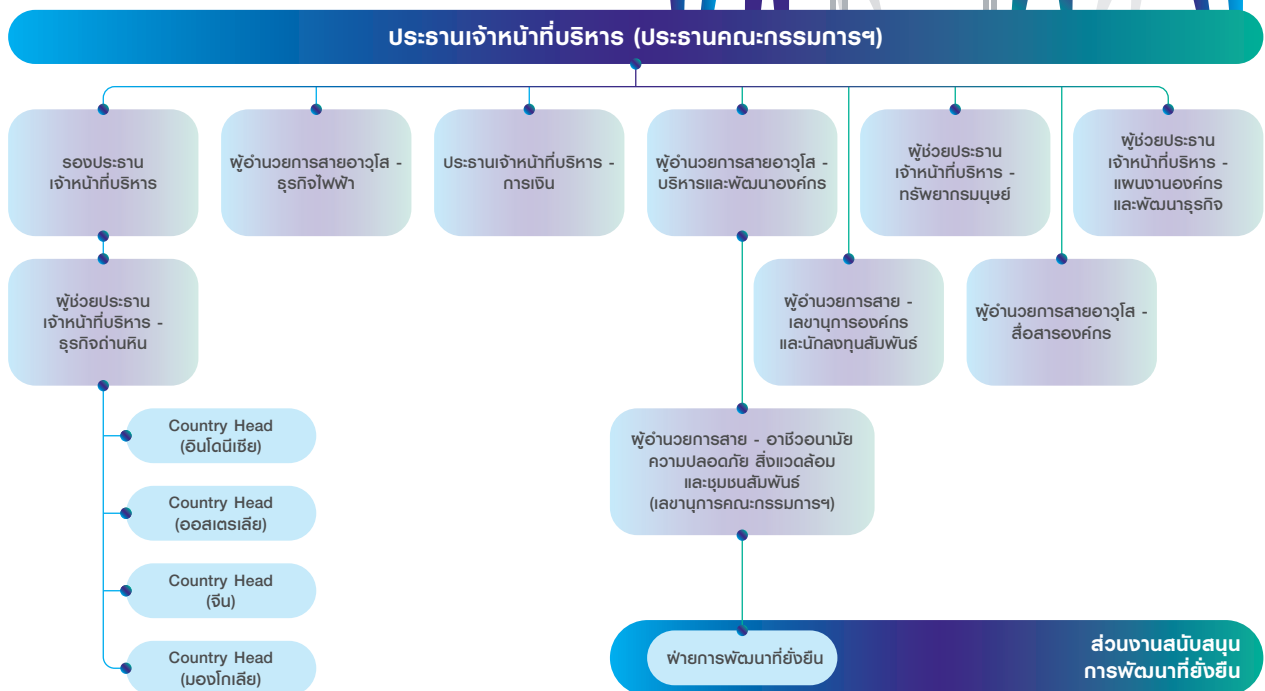 ประธานเจ้าหน้าที่บริหาร (ประธานคณะกรรมการฯ)
รองประธาน
เจ้าหน้าที่บริหาร
ผู้อำนวยการสายอาวุโส -
ธุรกิจไฟฟ้า
ประธานเจ้าหน้าที่บริหาร -
การเงิน
ผู้อำนวยการสายอาวุโส -
บริหารและพัฒนาองค์กร
ผู้ช่วยประธาน
เจ้าหน้าที่บริหาร -
ทรัพยากรมนุษย์
ผู้ช่วยประธาน
เจ้าหน้าที่บริหาร -
แผนงานองค์กร
และพัฒนาธุรกิจ
ผู้ช่วยประธาน
เจ้าหน้าที่บริหาร -
ธุรกิจถ่านหิน
ผู้อำนวยการสาย -
เลขานุการองค์กร
และนักลงทุนสัมพันธ์
ผู้อำนวยการสายอาวุโส -
สื่อสารองค์กร
Country Head
(อินโดนีเซีย)
Country Head
(ออสเตรเลีย)
Country Head
(จีน)
Country Head
(มองโกเลีย)
ผู้อำนวยการสาย - อาชีวอนามัย
ความปลอดภัย สิ่งแวดล้อม
และชุมชนสัมพันธ์
(เลขานุการคณะกรรมการฯ)
ฝ่ายการพัฒนาที่ยั่งยืน
ส่วนงานสนับสนุน
การพัฒนาที่ยั่งยืน